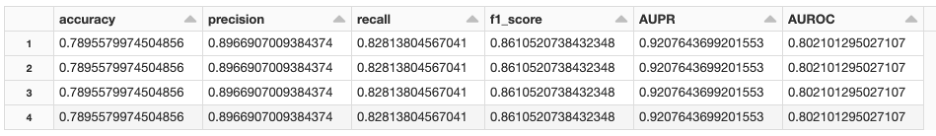 accuracy precision recall f1_score AUPR AUROC
1 0.7895579974504856 0.8966907009384374 0.82813804567041 0.8610520738432348 0.9207643699201553 0.802101295027107
2 0.7895579974504856 0.8966907009384374 0.82813804567041 0.8610520738432348 0.9207643699201553 0.802101295027107
3 0.7895579974504856 0.8966907009384374 0.82813804567041 0.8610520738432348 0.9207643699201553 0.802101295027107
4 0.7895579974504856 0.8966907009384374 0.82813804567041 0.8610520738432348 0.9207643699201553 0.802101295027107